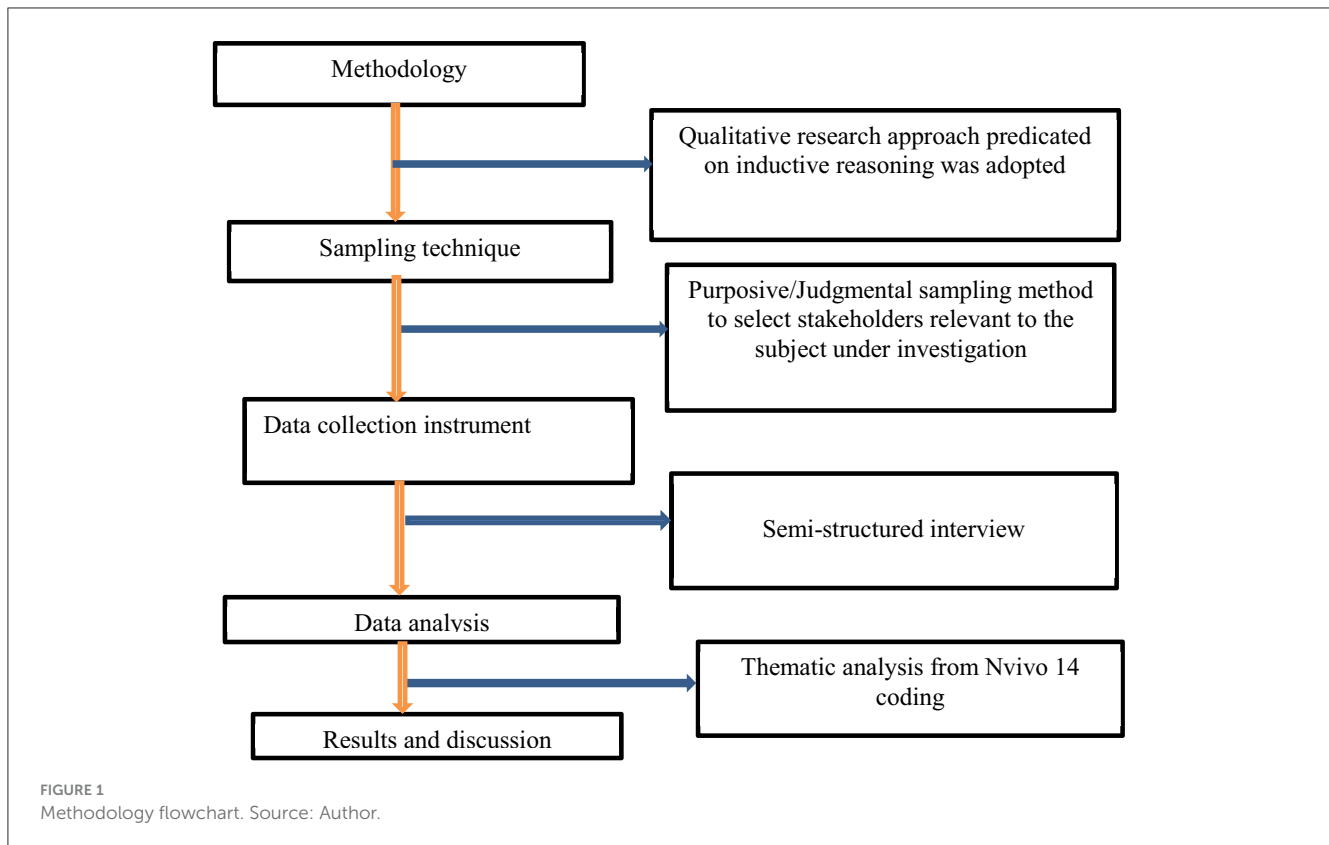 Methodology
Qualitative research approach predicated
on inductive reasoning was adopted
Sampling technique
Purposive/Judgmental sampling method
to select stakeholders relevant to the
subject under investigation
Data collection instrument
Semi-structured interview
Data analysis
Thematic analysis from Nvivo 14
coding
Results and discussion
FIGURE 1
Methodology flowchart. Source: Author.